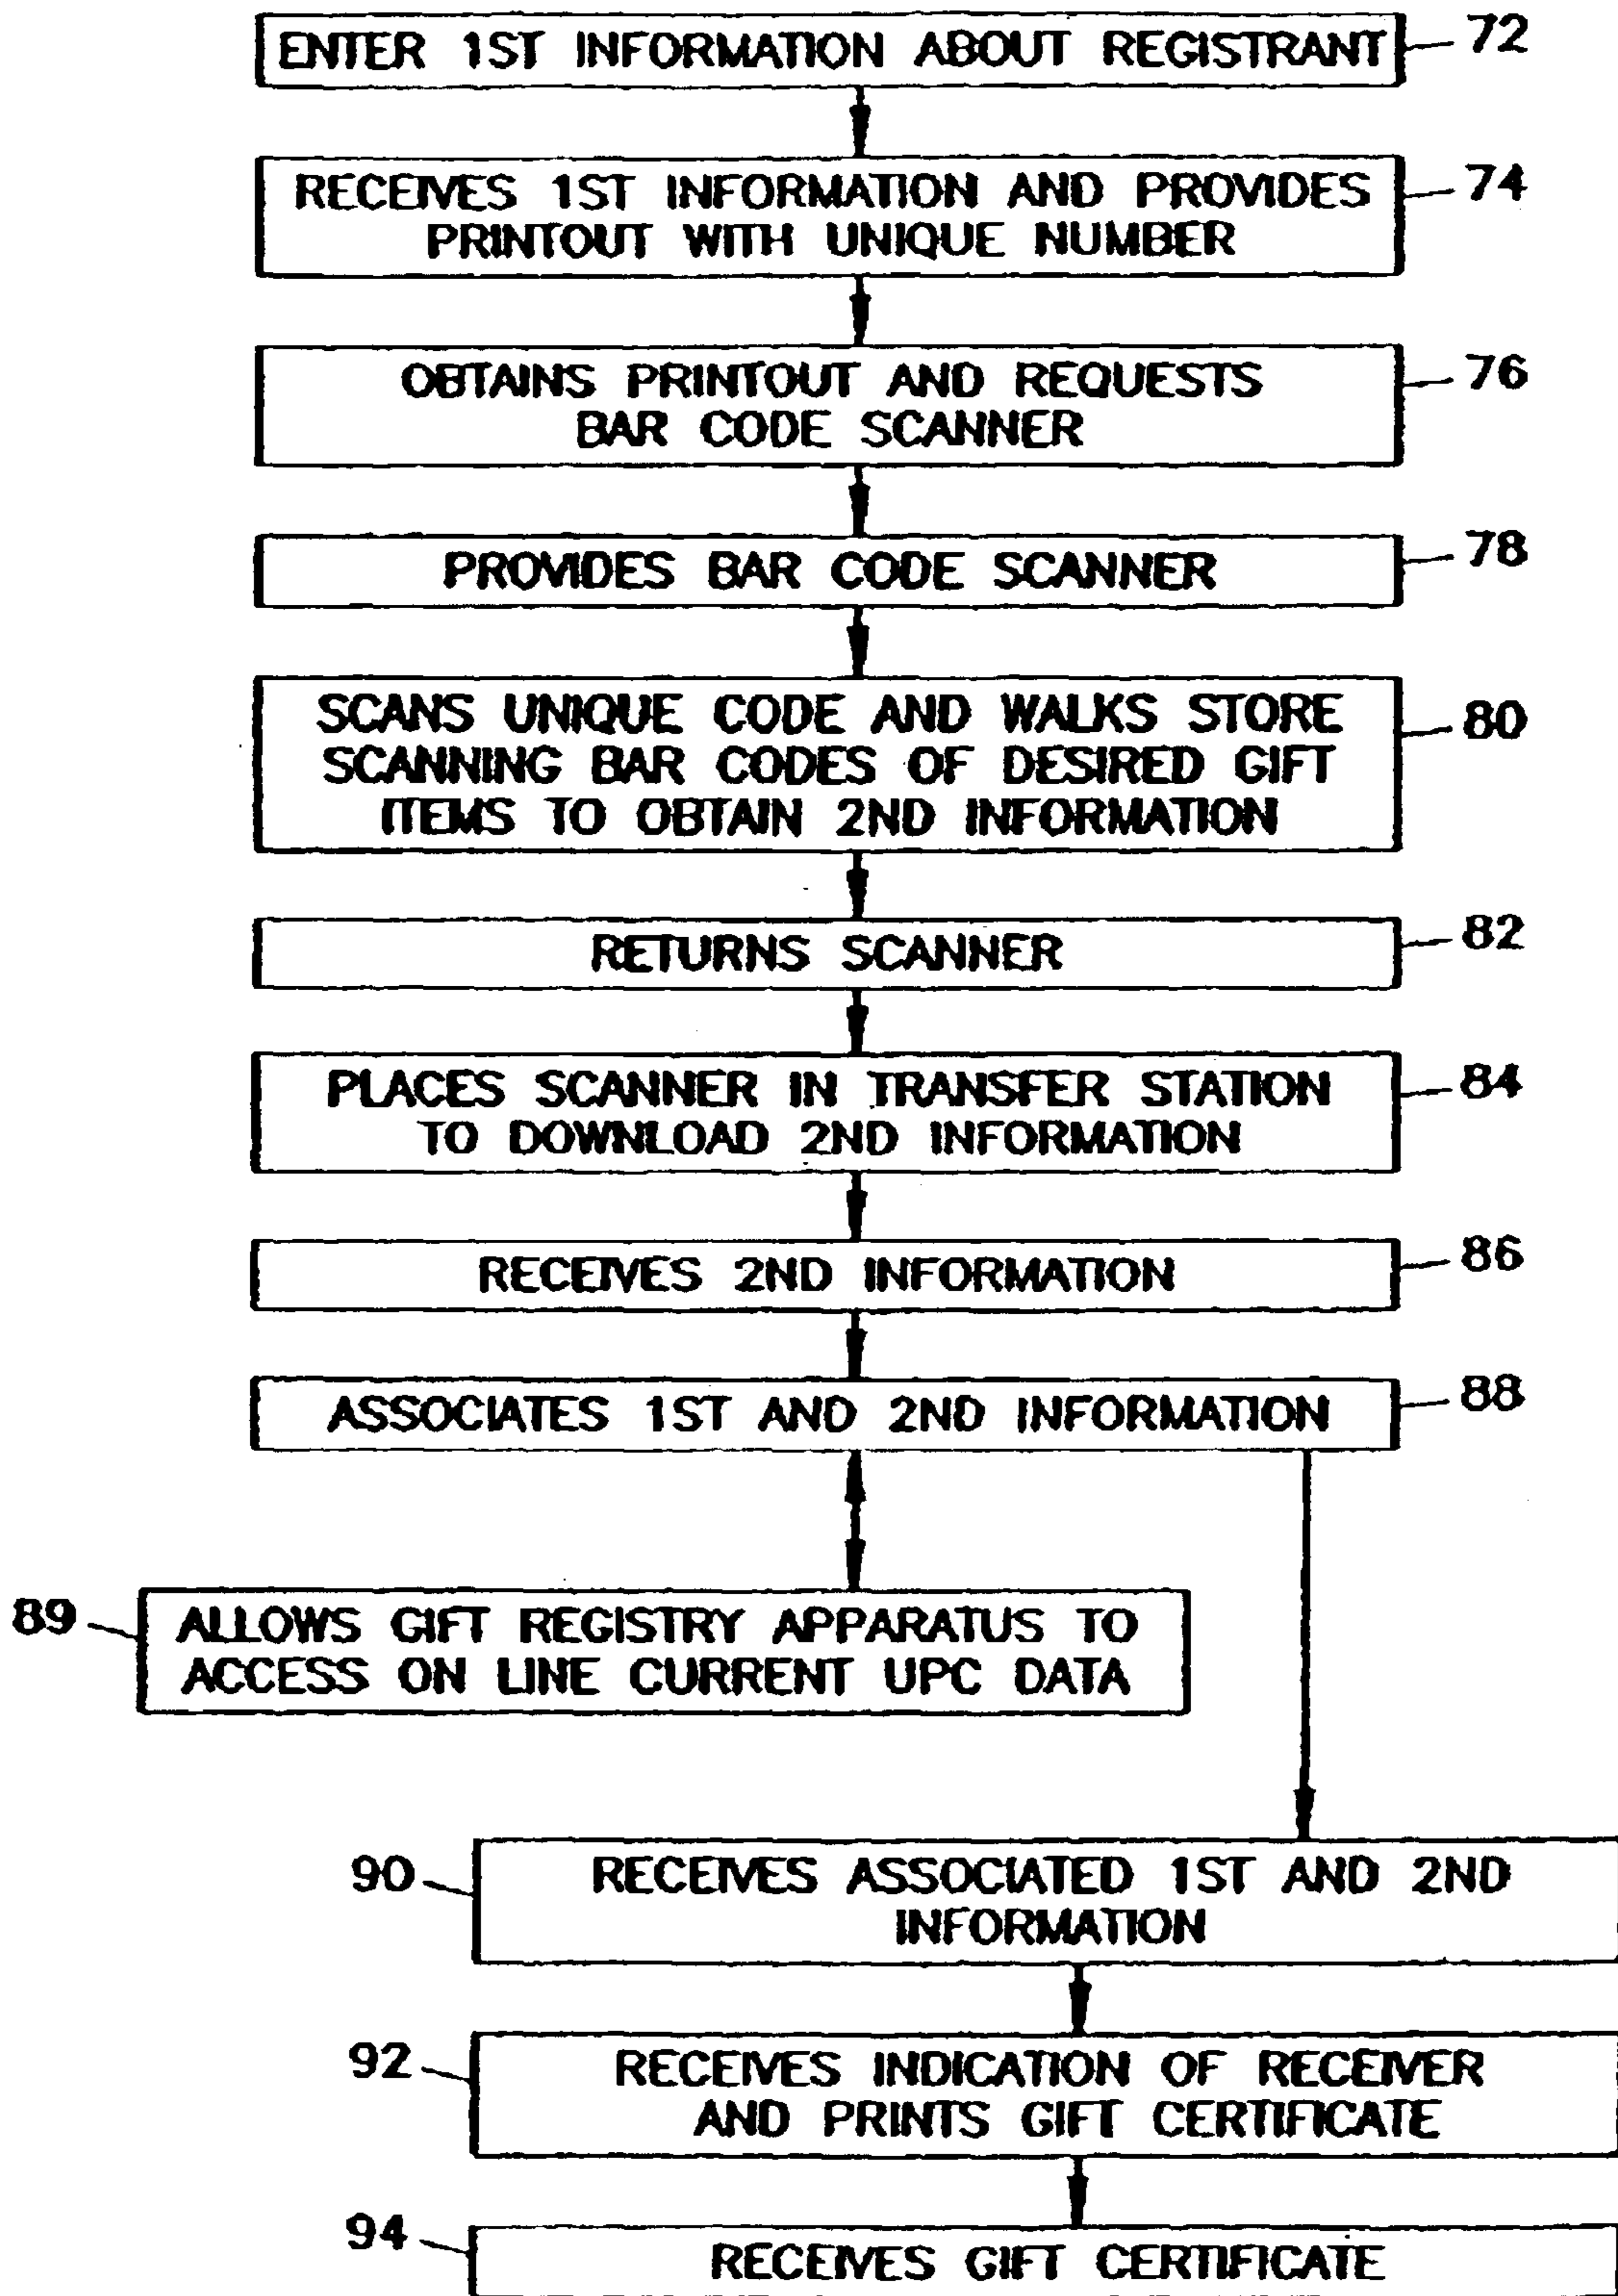 ENTER 1ST INFORMATION ABOUT REGISTRANT
72
RECEIVES 1ST INFORMATION AND PROVIDES
PRINTOUT WITH UNIQUE NUMBER
74
OBTAINS PRINTOUT AND REQUESTS
BAR CODE SCANNER
76
PROVIDES BAR CODE SCANNER
78
SCANS UNIQUE CODE AND WALKS STORE
SCANNING BAR CODES OF DESIRED GIFT
ITEMS TO OBTAIN 2ND INFORMATION
80
RETURNS SCANNER
82
PLACES SCANNER IN TRANSFER STATION
TO DOWNLOAD 2ND INFORMATION
84
RECEIVES 2ND INFORMATION
86
ASSOCIATES 1ST AND 2ND INFORMATION
88
89
ALLOWS GIFT REGISTRY APPARATUS TO
ACCESS ON LINE CURRENT UPC DATA
90
RECEIVES ASSOCIATED 1ST AND 2ND
INFORMATION
92
RECEIVES INDICATION OF RECEIVER
AND PRINTS GIFT CERTIFICATE
94
RECEIVES GIFT CERTIFICATE